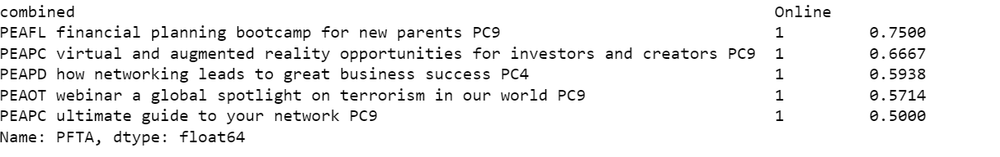 combined Online
PEAFL financial planning bootcamp for new parents PC9 1 0.7500
PEAPC virtual and augmented reality opportunities for investors and creators PC9 1 0.6667
PEAPD how networking leads to great business success PC4 1 0.5938
PEAOT webinar a global spotlight on terrorism in our world PC9 1 0.5714
PEAPC ultimate guide to your network PC9 1 0.5000
Name: PFTA, dtype: float64